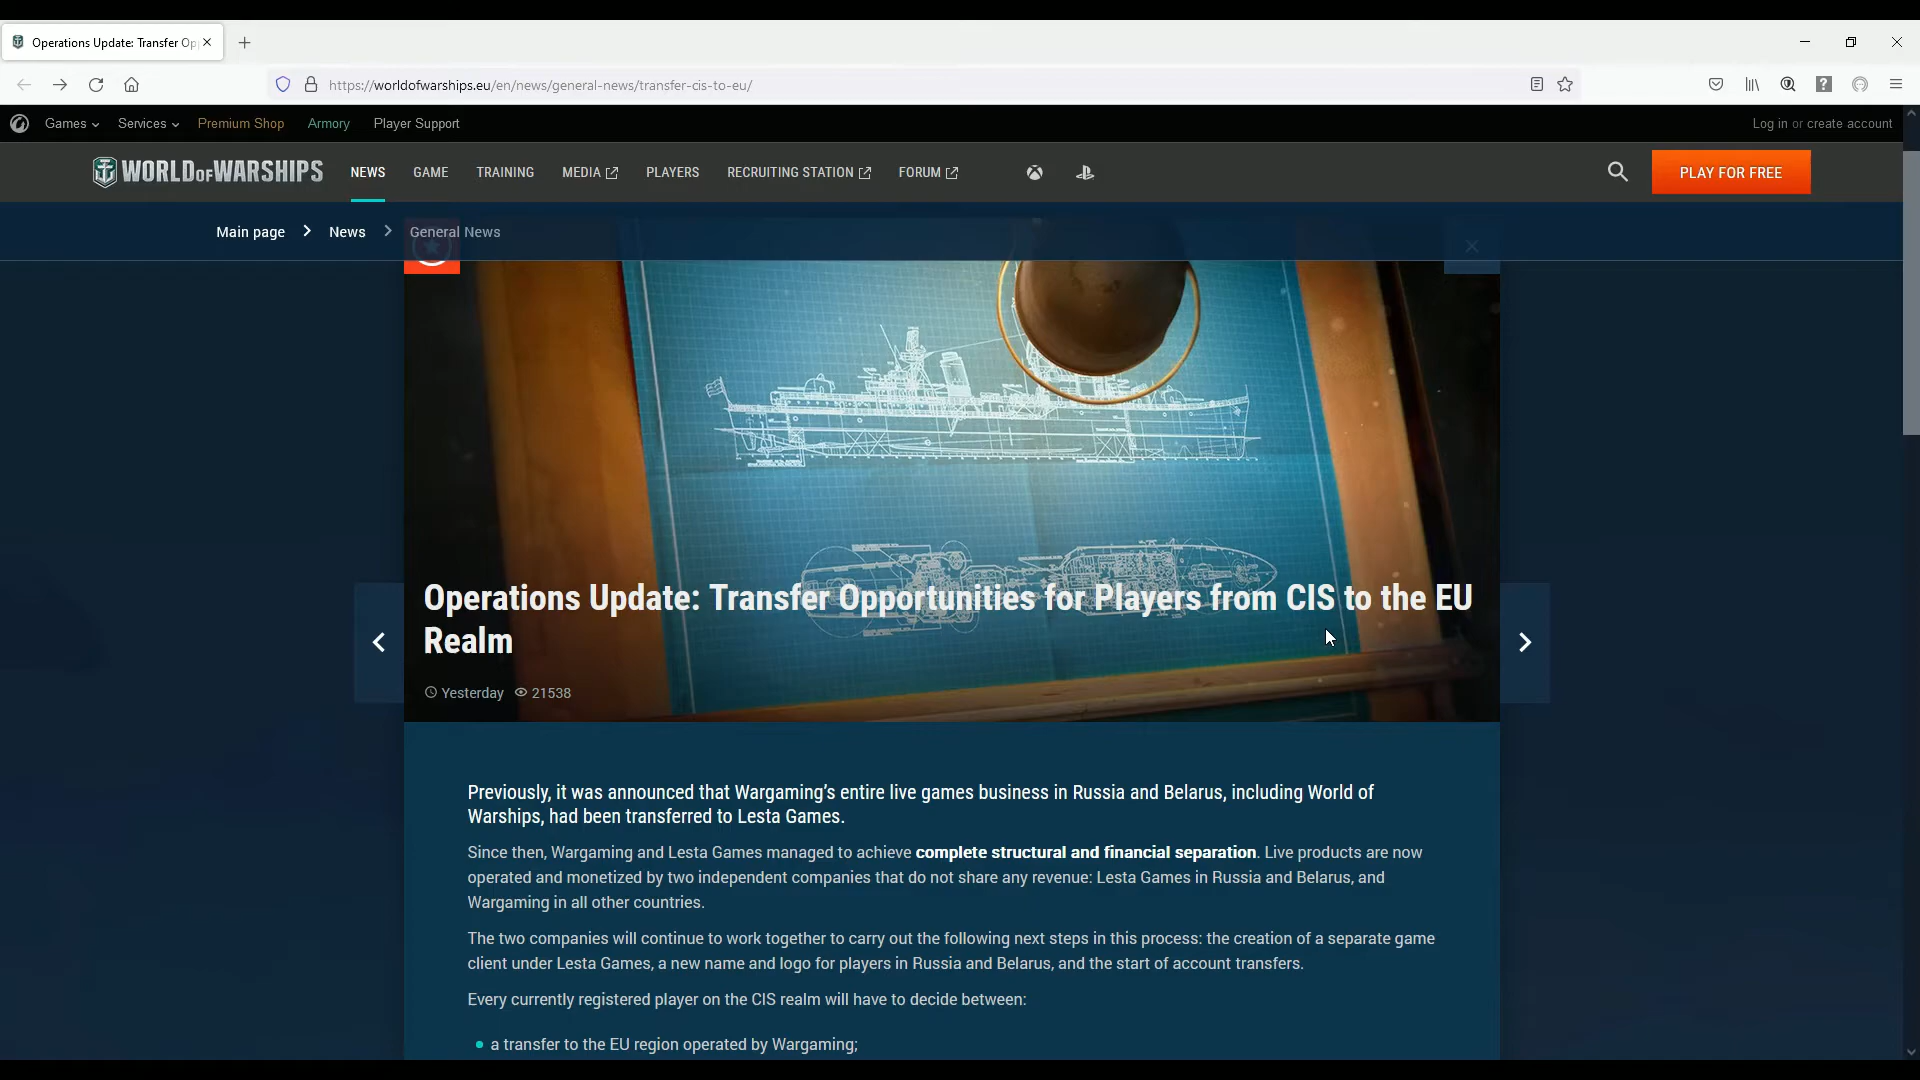 Operations Update: Transfer Op
https://worldofwarships.eu/en/news/general-news/transfer-cis-to-eu/
Games Services Premium Shop Armory Player Support Log in or create account
WORLD OF WARSHIPS NEWS GAME TRAINING MEDIA PLAYERS RECRUITING STATION FORUM PLAY FOR FREE
Main page News General News
Operations Update: Transfer Opportunities for Players from CIS to the EU
Realm
Yesterday 21538
Previously, it was announced that Wargaming's entire live games business in Russia and Belarus, including World of
Warships, had been transferred to Lesta Games.
Since then, Wargaming and Lesta Games managed to achieve complete structural and financial separation. Live products are now
operated and monetized by two independent companies that do not share any revenue: Lesta Games in Russia and Belarus, and
Wargaming in all other countries.
The two companies will continue to work together to carry out the following next steps in this process: the creation of a separate game
client under Lesta Games, a new name and logo for players in Russia and Belarus, and the start of account transfers.
Every currently registered player on the CIS realm will have to decide between:
a transfer to the EU region operated by Wargaming;